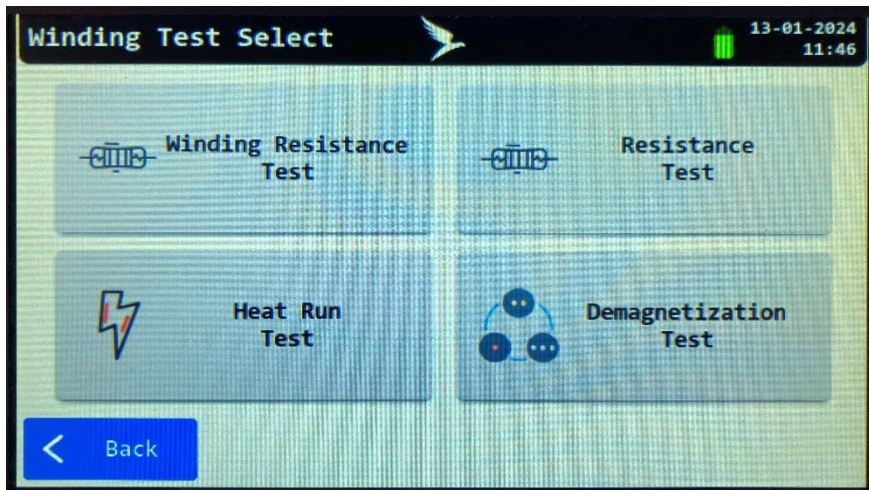 Winding Test Select
13-01-2024
11:46
Winding Resistance
Test
Resistance
Test
Heat Run
Test
Demagnetization
Test
Back